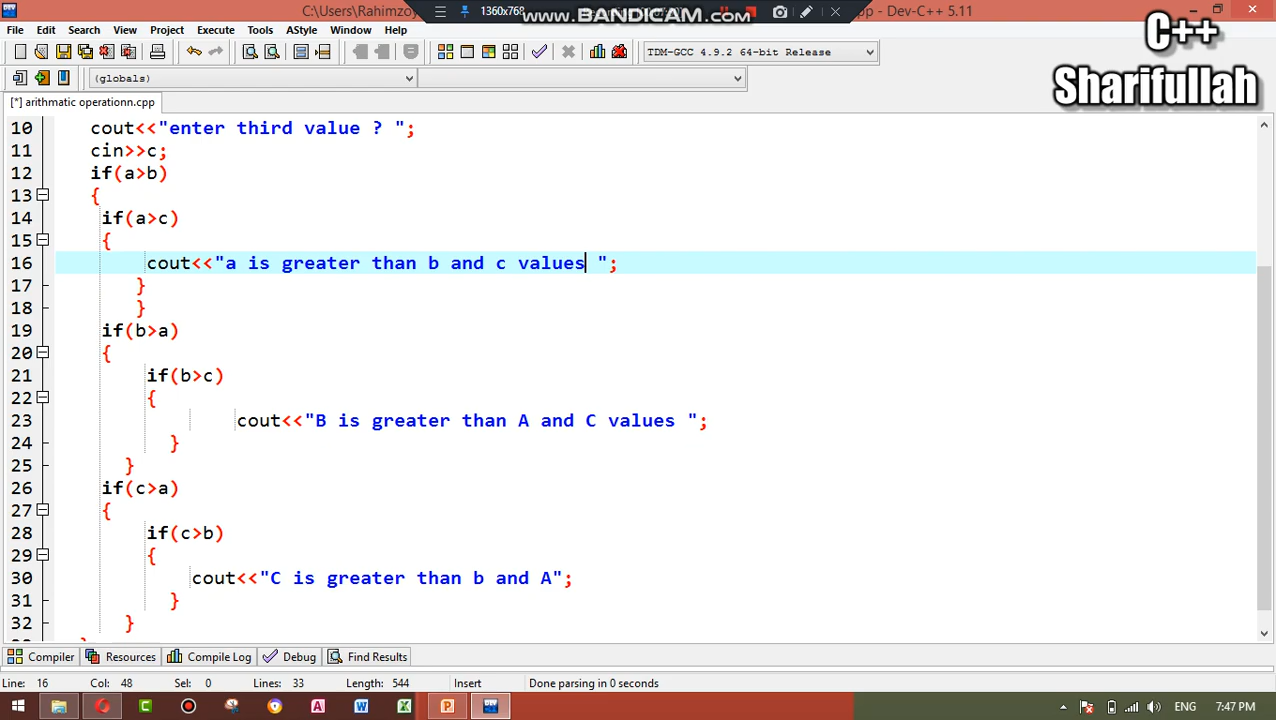 C:\Users\Rahimzoy
1360x768
www.BANDICAM.com
pp - Dev-C++ 5.11
C++
Sharifullah
File Edit Search View Project Execute Tools AStyle Window Help
TDM-GCC 4.9.2 64-bit Release
(globals)
[*] arithmatic operationn.cpp
10 cout<<"enter third value ? ";
11 cin>>c;
12 if(a>b)
13 {
14 if(a>c)
15 {
16 cout<<"a is greater than b and c values ";
17 }
18 }
19 if(b>a)
20 {
21 if(b>c)
22 {
23 cout<<"B is greater than A and C values ";
24 }
25 }
26 if(c>a)
27 {
28 if(c>b)
29 {
30 cout<<"C is greater than b and A";
31 }
32 }
Compiler Resources Compile Log Debug Find Results
Line: 16 Col: 48 Sel: 0 Lines: 33 Length: 544 Insert Done parsing in 0 seconds
ENG 7:47 PM